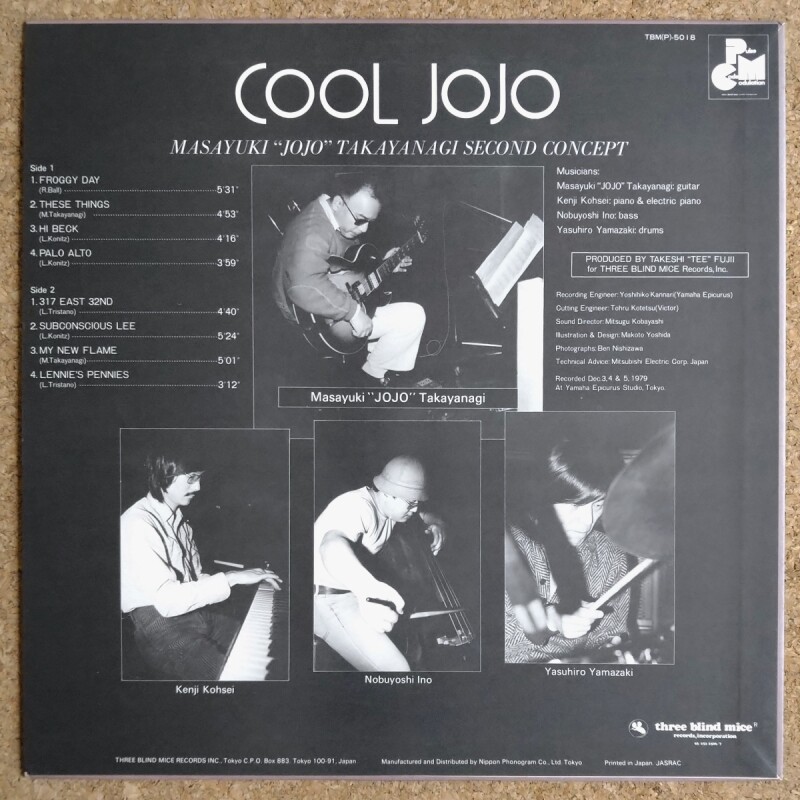 TBM(P)-5018
Pulse
Code
Modulation
COOL JOJO
MASAYUKI "JOJO" TAKAYANAGI SECOND CONCEPT
Side 1
1. FROGGY DAY
(R.Ball) 5'31"
2. THESE THINGS
(M.Takayanagi) 4'53"
3. HI BECK
(L.Konitz) 4'16"
4. PALO ALTO
(L.Konitz) 3'59"
Side 2
1. 317 EAST 32ND
(L.Tristano) 4'40"
2. SUBCONSCIOUS LEE
(L.Konitz) 5'24"
3. MY NEW FLAME
(M.Takayanagi) 5'01"
4. LENNIE'S PENNIES
(L.Tristano) 3'12"
Musicians:
Masayuki "JOJO" Takayanagi: guitar
Kenji Kohsei: piano & electric piano
Nobuyoshi Ino: bass
Yasuhiro Yamazaki: drums
PRODUCED BY TAKESHI "TEE" FUJII
for THREE BLIND MICE Records, Inc.
Recording Engineer: Yoshihiko Kannari(Yamaha Epicurus)
Cutting Engineer: Tohru Kotetsu(Victor)
Sound Director: Mitsugu Kobayashi
Illustration & Design: Makoto Yoshida
Photographs: Ben Nishizawa
Technical Advice: Mitsubishi Electric Corp. Japan
Recorded Dec.3,4 & 5, 1979
At Yamaha Epicurus Studio, Tokyo.
Masayuki "JOJO" Takayanagi
Kenji Kohsei
Nobuyoshi Ino
Yasuhiro Yamazaki
three blind mice®
records, incorporation
THREE BLIND MICE RECORDS INC., Tokyo C.P.O. Box 883. Tokyo 100-91, Japan
Manufactured and Distributed by Nippon Phonogram Co., Ltd. Tokyo
Printed in Japan. JASRAC